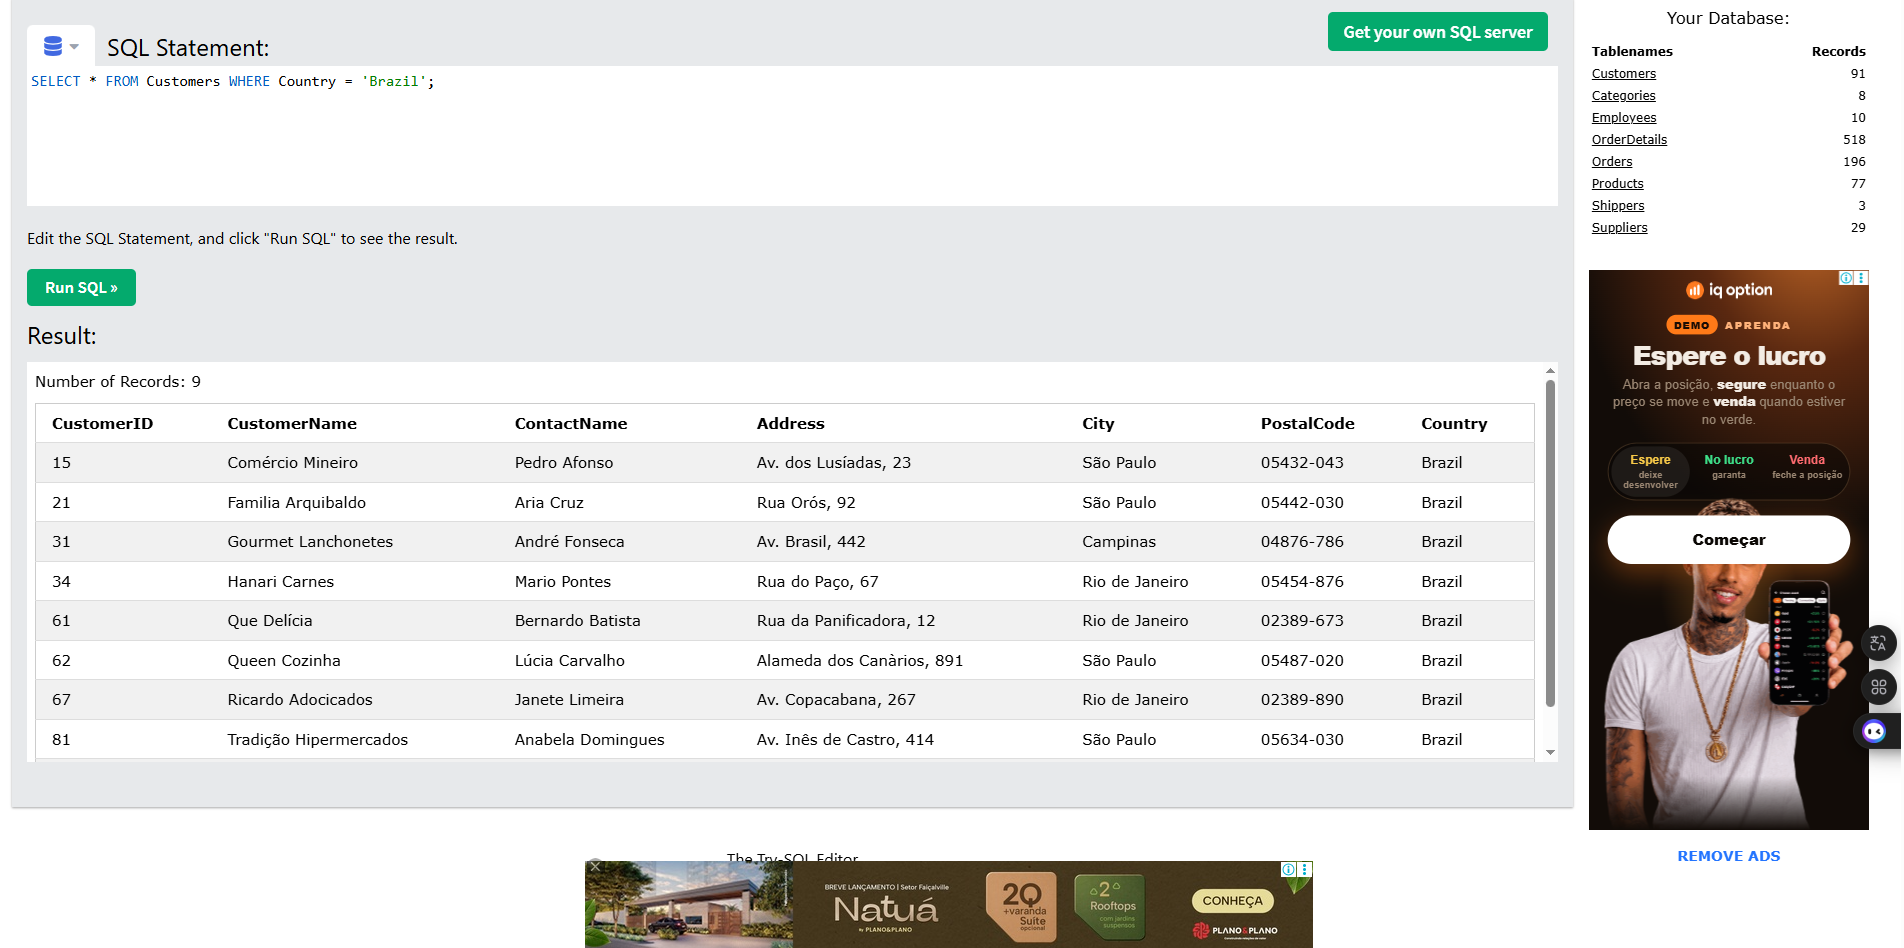 SQL Statement:
Get your own SQL server
SELECT * FROM Customers WHERE Country = 'Brazil';
Edit the SQL Statement, and click "Run SQL" to see the result.
Run SQL »
Result:
Number of Records: 9
CustomerID CustomerName ContactName Address City PostalCode Country
15 Comércio Mineiro Pedro Afonso Av. dos Lusíadas, 23 São Paulo 05432-043 Brazil
21 Familia Arquibaldo Aria Cruz Rua Orós, 92 São Paulo 05442-030 Brazil
31 Gourmet Lanchonetes André Fonseca Av. Brasil, 442 Campinas 04876-786 Brazil
34 Hanari Carnes Mario Pontes Rua do Paço, 67 Rio de Janeiro 05454-876 Brazil
61 Que Delícia Bernardo Batista Rua da Panificadora, 12 Rio de Janeiro 02389-673 Brazil
62 Queen Cozinha Lúcia Carvalho Alameda dos Canàrios, 891 São Paulo 05487-020 Brazil
67 Ricardo Adocicados Janete Limeira Av. Copacabana, 267 Rio de Janeiro 02389-890 Brazil
81 Tradição Hipermercados Anabela Domingues Av. Inês de Castro, 414 São Paulo 05634-030 Brazil
Your Database:
Tablenames Records
Customers 91
Categories 8
Employees 10
OrderDetails 518
Orders 196
Products 77
Shippers 3
Suppliers 29
iq option
DEMO APRENDA
Espere o lucro
Abra a posição, segure enquanto o
preço se move e venda quando estiver
no verde.
Espere No lucro Venda
deixe desenvolver garanta feche a posição
Começar
REMOVE ADS
The Try-SQL Editor
BREVE LANÇAMENTO | Setor Faiçalville
Natuá
by PLANO&PLANO
2Q
+varanda
Suíte
opcional
2
Rooftops
com jardins
suspensos
CONHEÇA
PLANO&PLANO